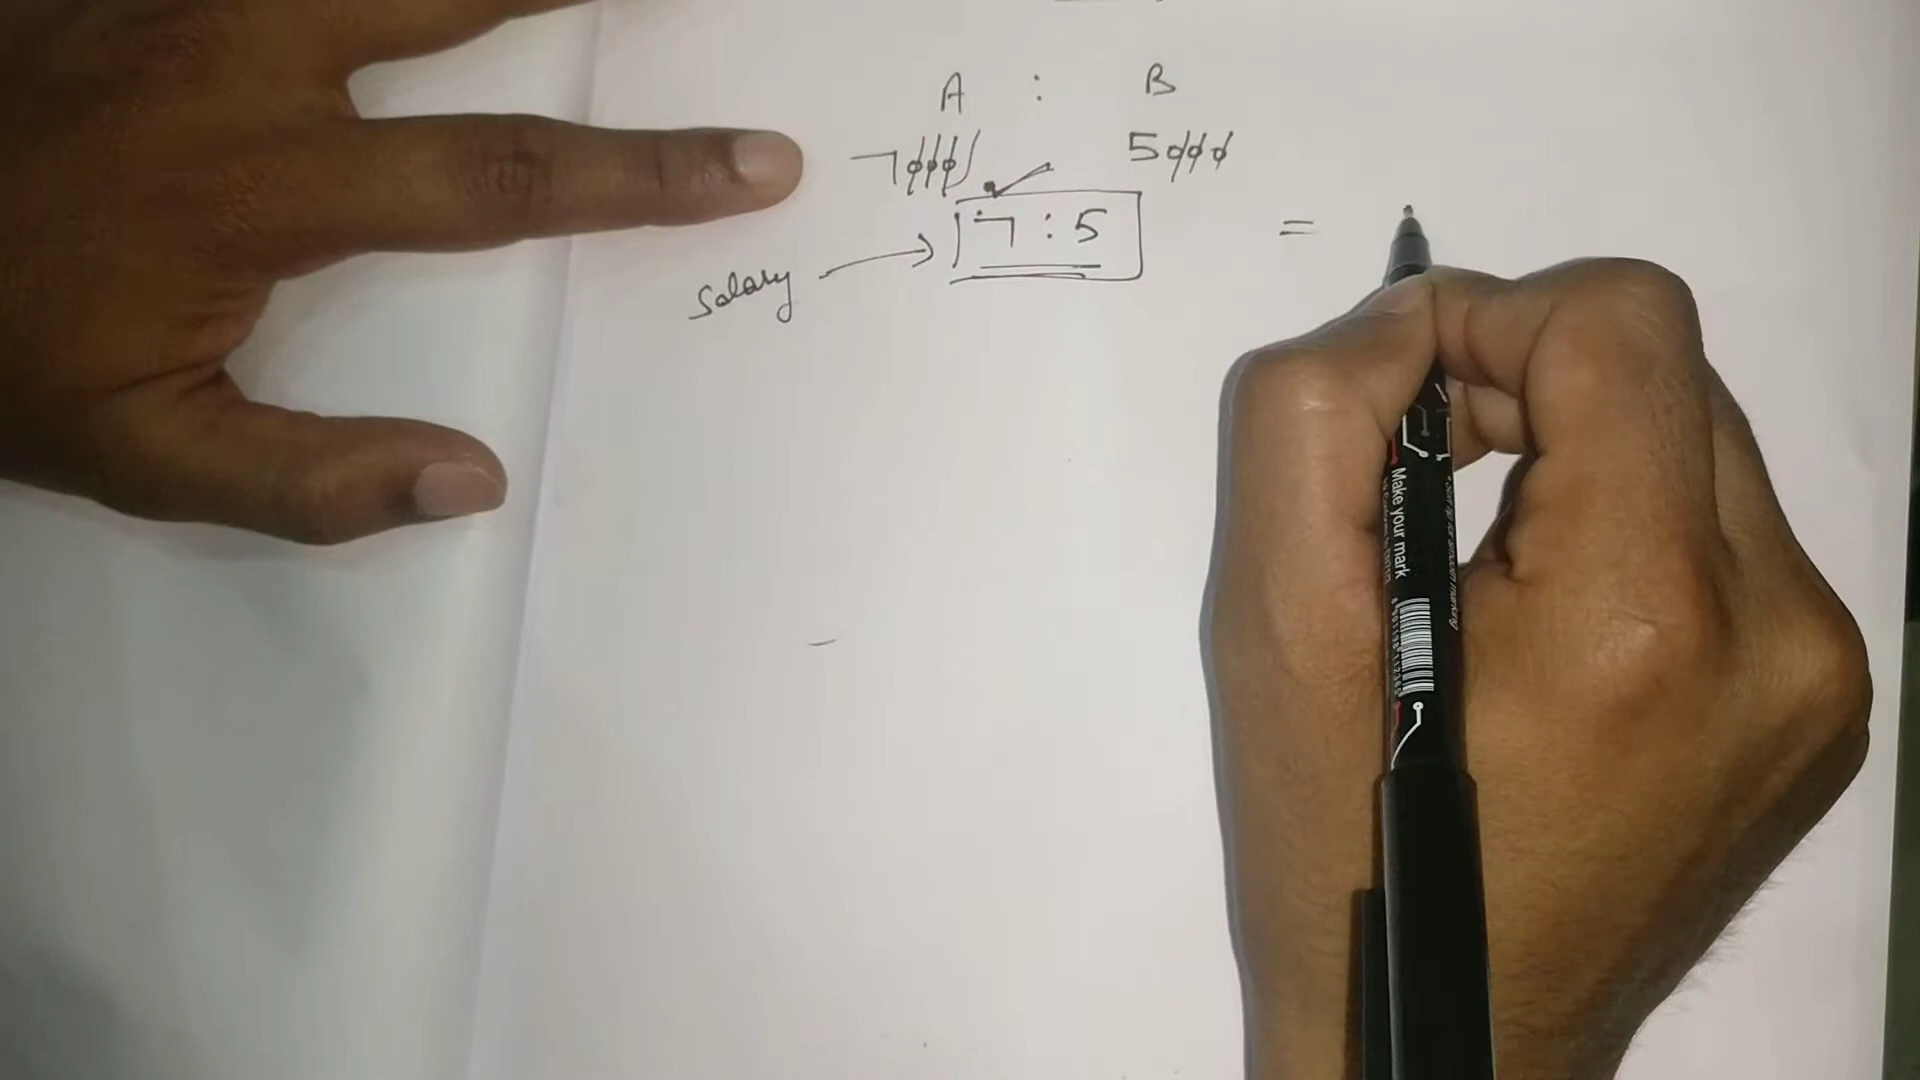 A : B
7000/ 5000
7 : 5 =
Salary
Make your mark